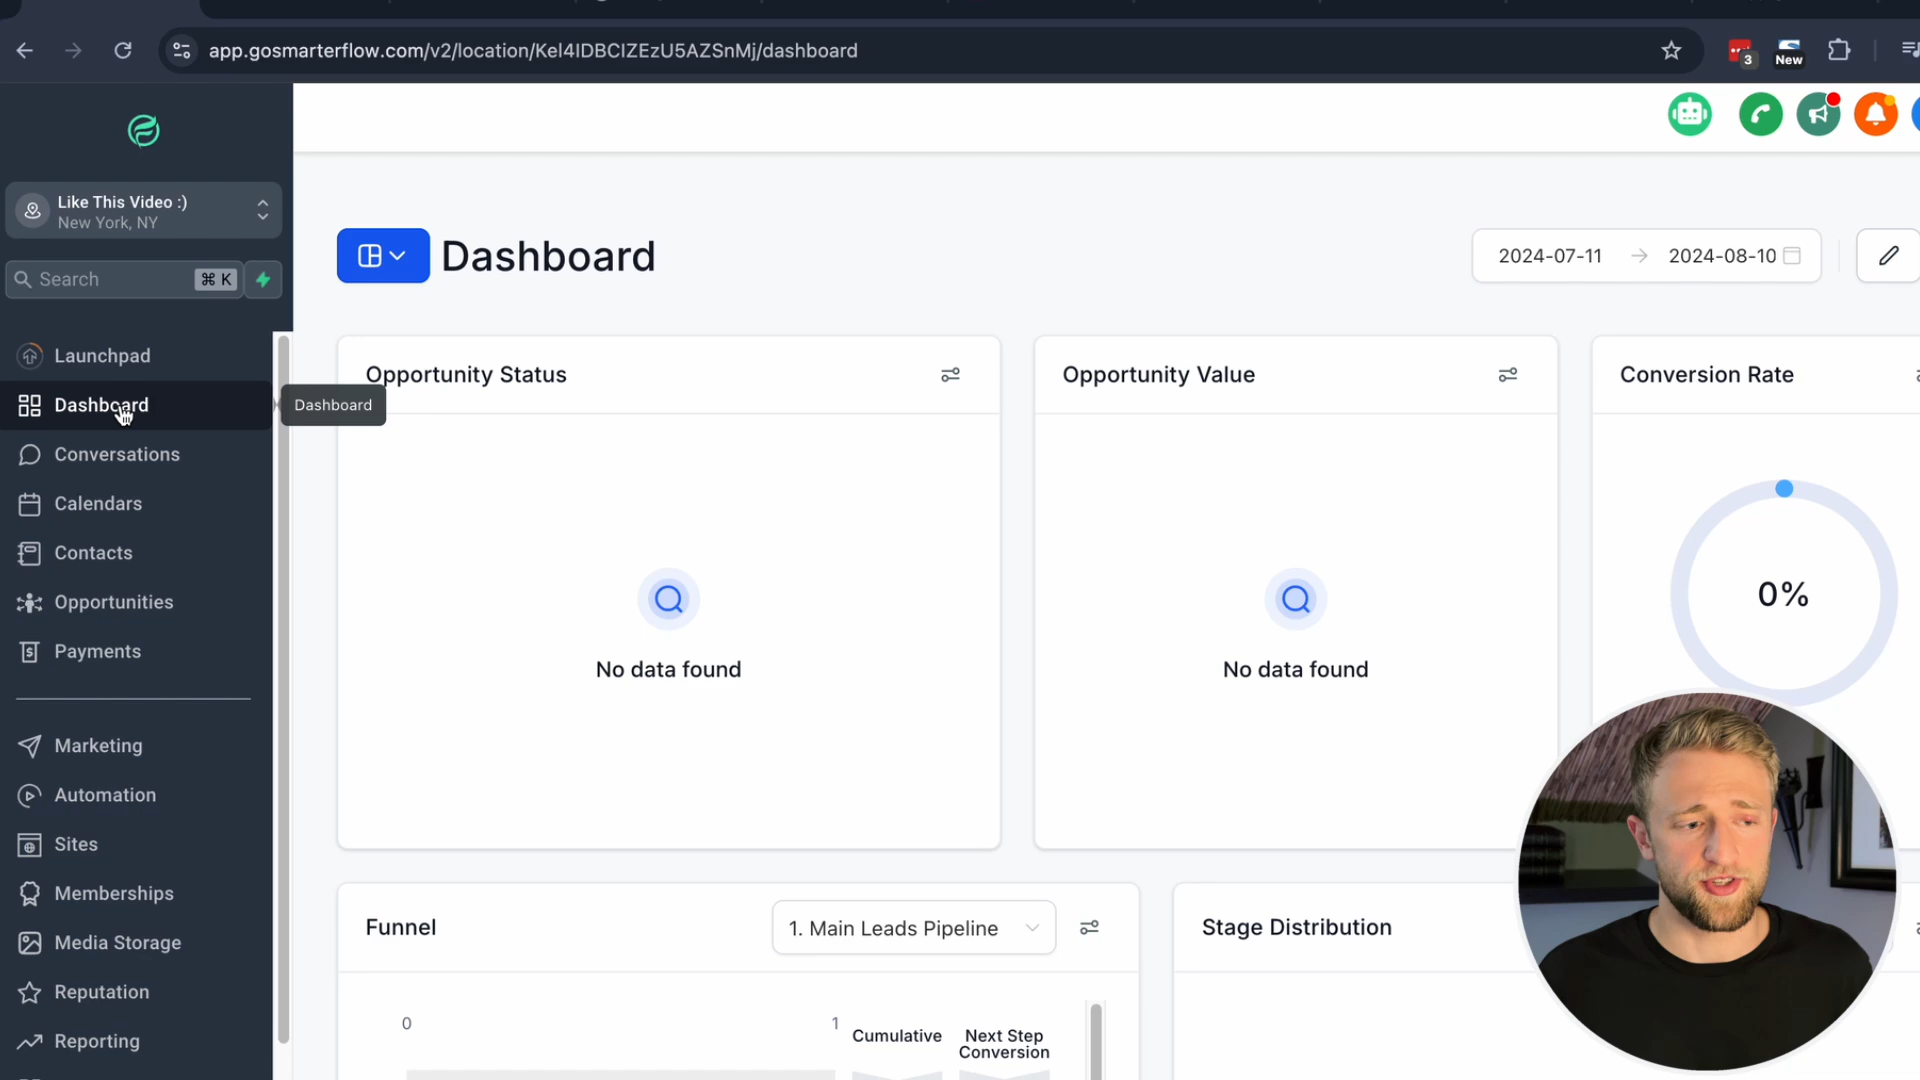 app.gosmarterflow.com/v2/location/Kel4IDBCIZEzU5AZSnMj/dashboard
3
New
Like This Video :)
New York, NY
Search
⌘ K
Launchpad
Dashboard
Conversations
Calendars
Contacts
Opportunities
Payments
Marketing
Automation
Sites
Memberships
Media Storage
Reputation
Reporting
Dashboard
Dashboard
2024-07-11 → 2024-08-10
Opportunity Status
No data found
Opportunity Value
No data found
Conversion Rate
0%
Funnel
1. Main Leads Pipeline
0
1
Cumulative
Next Step
Conversion
Stage Distribution